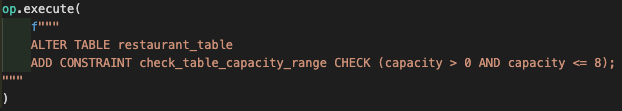 op.execute(
    f"""
    ALTER TABLE restaurant_table
    ADD CONSTRAINT check_table_capacity_range CHECK (capacity > 0 AND capacity <= 8);
"""
)